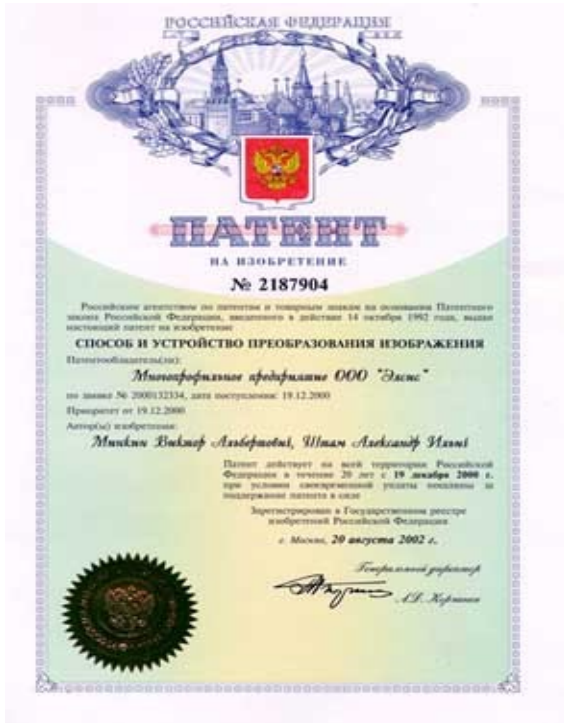 РОССИЙСКАЯ ФЕДЕРАЦИЯ
ПАТЕНТ
НА ИЗОБРЕТЕНИЕ
№ 2187904
Российским агентством по патентам и товарным знакам на основании Патентного
закона Российской Федерации, введенного в действие 14 октября 1992 года, выдан
настоящий патент на изобретение
СПОСОБ И УСТРОЙСТВО ПРЕОБРАЗОВАНИЯ ИЗОБРАЖЕНИЯ
Патентообладатель(ли):
Многопрофильное предприятие ООО "Элсис"
по заявке № 2000132334, дата поступления: 19.12.2000
Приоритет от 19.12.2000
Автор(ы) изобретения:
Минкин Виктор Альбертович, Штам Александр Ильич
Патент действует на всей территории Российской
Федерации в течение 20 лет с 19 декабря 2000 г.
при условии своевременной уплаты пошлины за
поддержание патента в силе
Зарегистрирован в Государственном реестре
изобретений Российской Федерации
г. Москва, 20 августа 2002 г.
Генеральный директор
А.Д. Корчагин